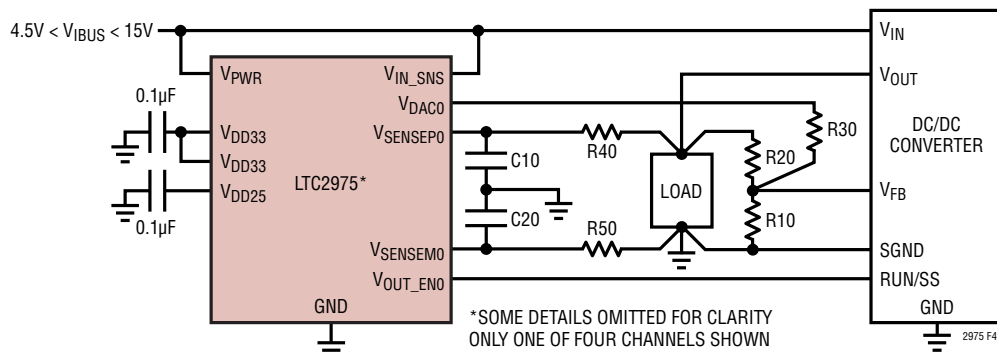 4.5V < VIBUS < 15V
VPWR
VIN_SNS
VDAC0
0.1µF
VDD33
VSENSEP0
VDD33
LTC2975*
VDD25
0.1µF
VSENSEM0
VOUT_EN0
GND
C10
C20
R40
R50
LOAD
R20
R30
R10
VIN
VOUT
DC/DC
CONVERTER
VFB
SGND
RUN/SS
GND
*SOME DETAILS OMITTED FOR CLARITY
ONLY ONE OF FOUR CHANNELS SHOWN
2975 F4